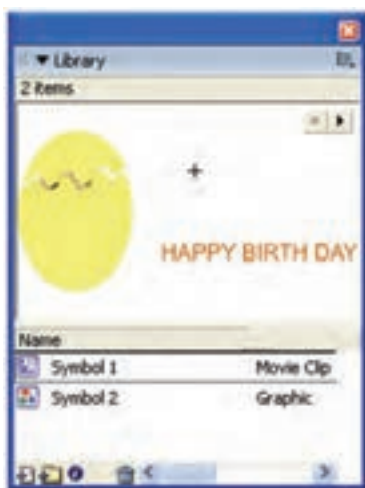 Library
2 items
HAPPY BIRTH DAY
Name
Symbol 1 Movie Clip
Symbol 2 Graphic